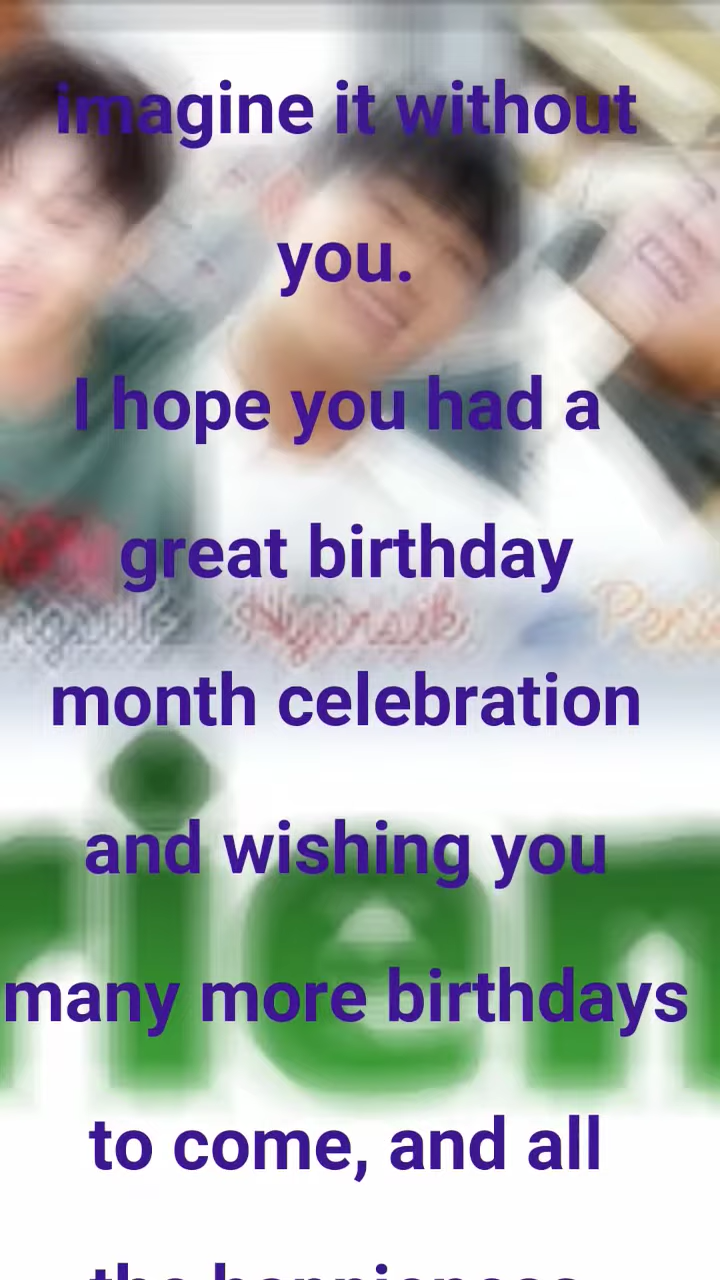 imagine it without
you.
I hope you had a
great birthday
month celebration
and wishing you
many more birthdays
to come, and all